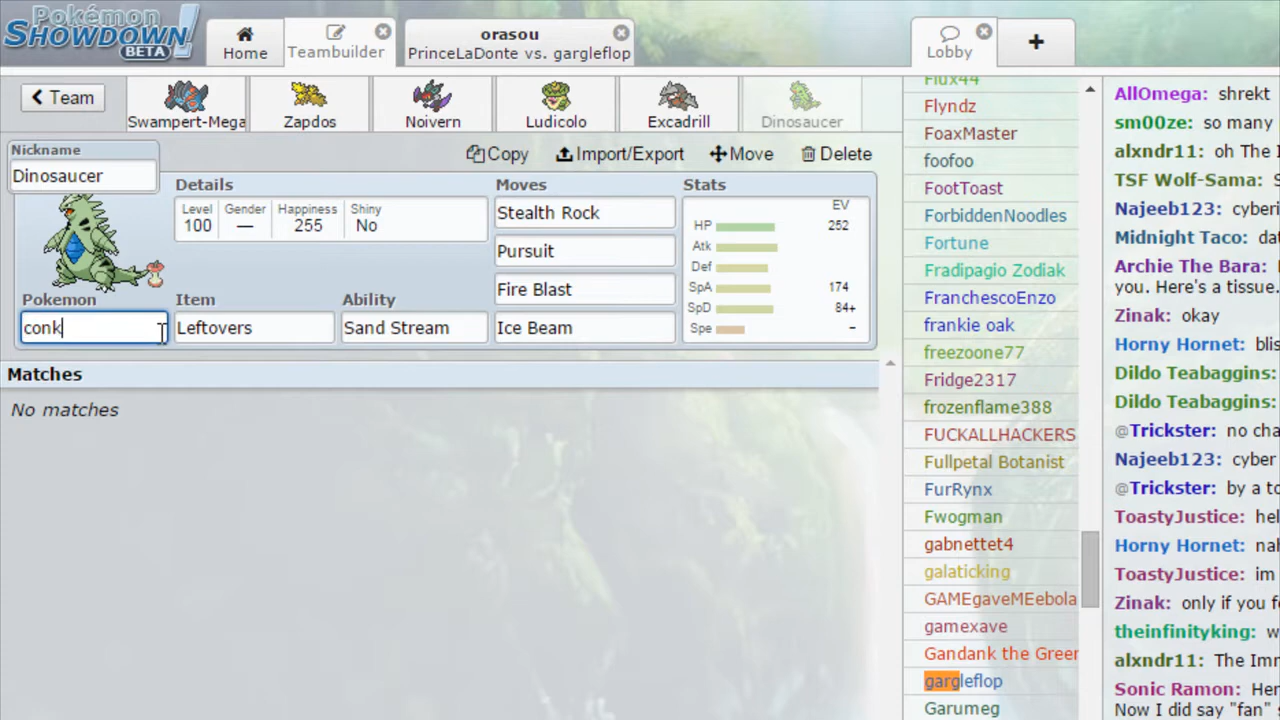 Pokémon
SHOWDOWN!
BETA
Home
Teambuilder
orasou
PrinceLaDonte vs. gargleflop
Lobby
+
< Team
Swampert-Mega
Zapdos
Noivern
Ludicolo
Excadrill
Dinosaucer
Nickname
Dinosaucer
Copy
Import/Export
Move
Delete
Details
Level
100
Gender
—
Happiness
255
Shiny
No
Moves
Stealth Rock
Pursuit
Fire Blast
Ice Beam
Stats
EV
HP 252
Atk
Def
SpA 174
SpD 84+
Spe –
Pokemon
conk
Item
Leftovers
Ability
Sand Stream
Matches
No matches
Flux44
Flyndz
FoaxMaster
foofoo
FootToast
ForbiddenNoodles
Fortune
Fradipagio Zodiak
FranchescoEnzo
frankie oak
freezoone77
Fridge2317
frozenflame388
FUCKALLHACKERS
Fullpetal Botanist
FurRynx
Fwogman
gabnettet4
galaticking
GAMEgaveMEebola
gamexave
Gandank the Green
gargleflop
Garumeg
AllOmega: shrekt
sm00ze: so many
alxndr11: oh The I
TSF Wolf-Sama: S
Najeeb123: cyberi
Midnight Taco: dat
Archie The Bara: 
you. Here's a tissue.
Zinak: okay
Horny Hornet: blis
Dildo Teabaggins:
Dildo Teabaggins:
@Trickster: no cha
Najeeb123: cyber
@Trickster: by a to
ToastyJustice: hel
Horny Hornet: nah
ToastyJustice: im
Zinak: only if you f
theinfinityking: w
alxndr11: The Imr
Sonic Ramon: Her
Now I did say "fan" s